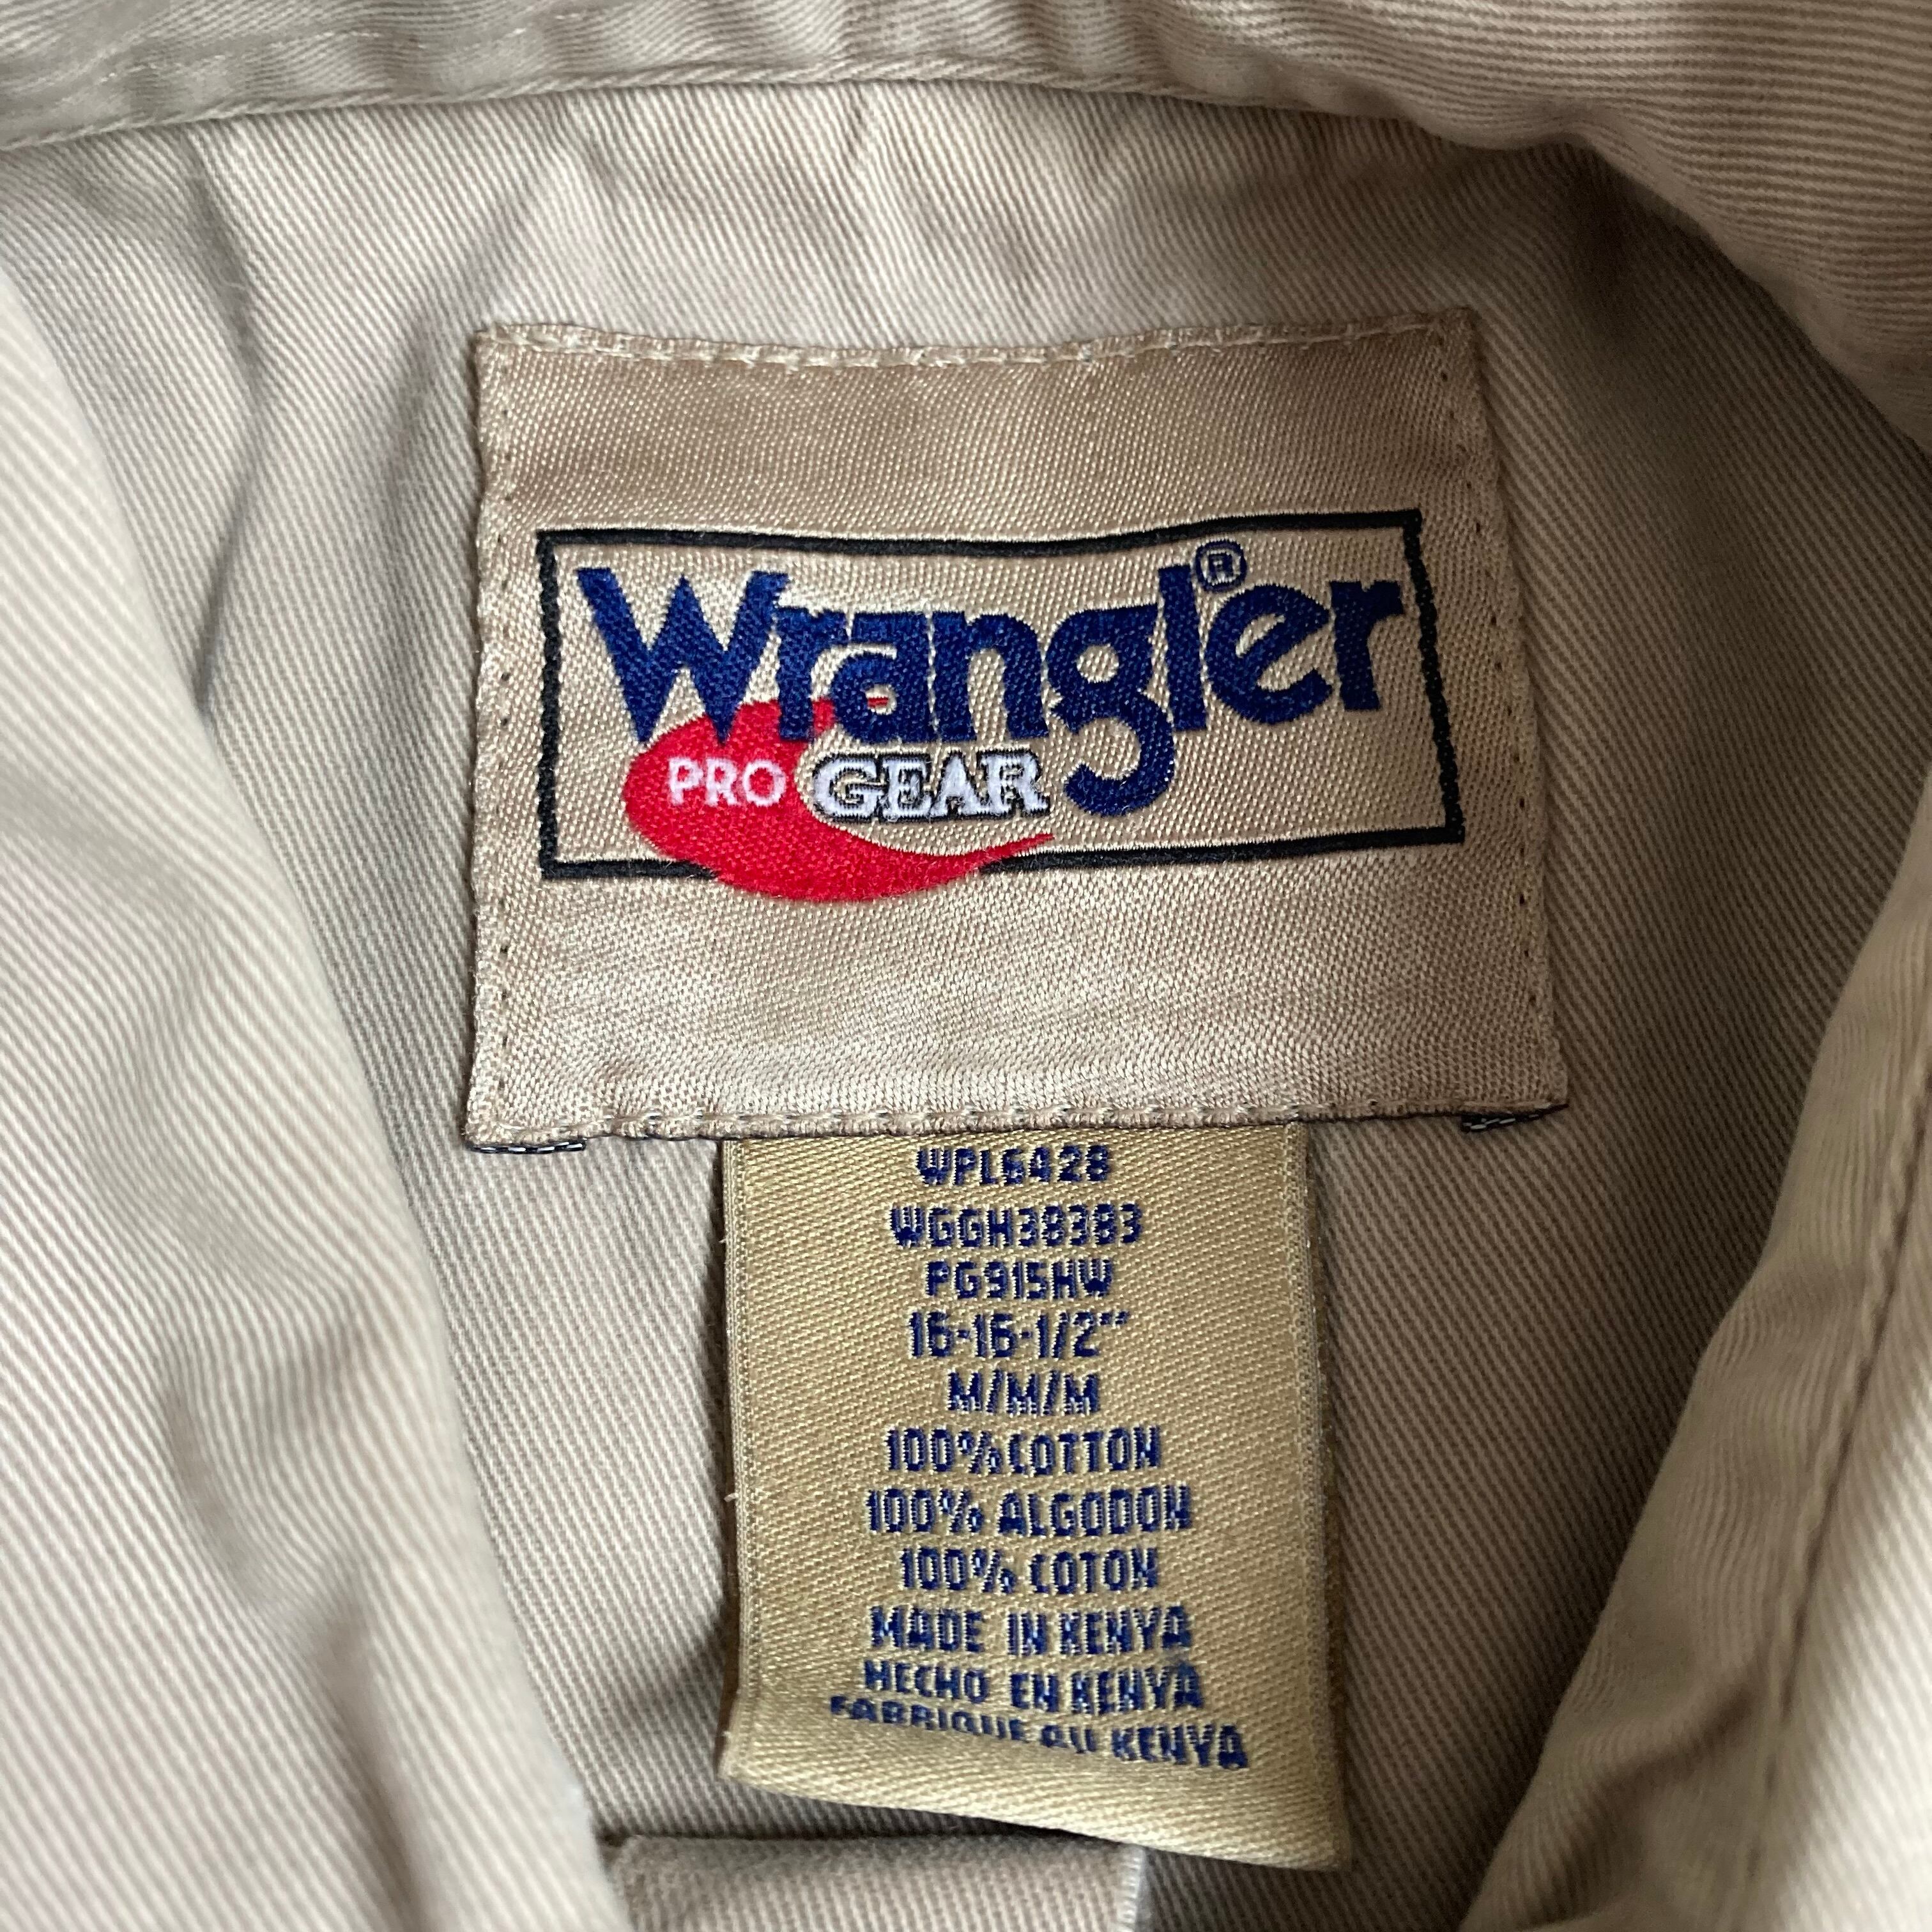 Wrangler®
PRO GEAR
WPL6428
WGGH38383
PG915HW
16-16-1/2"
M/M/M
100% COTTON
100% ALGODON
100% COTON
MADE IN KENYA
HECHO EN KENYA
FABRIQUE AU KENYA